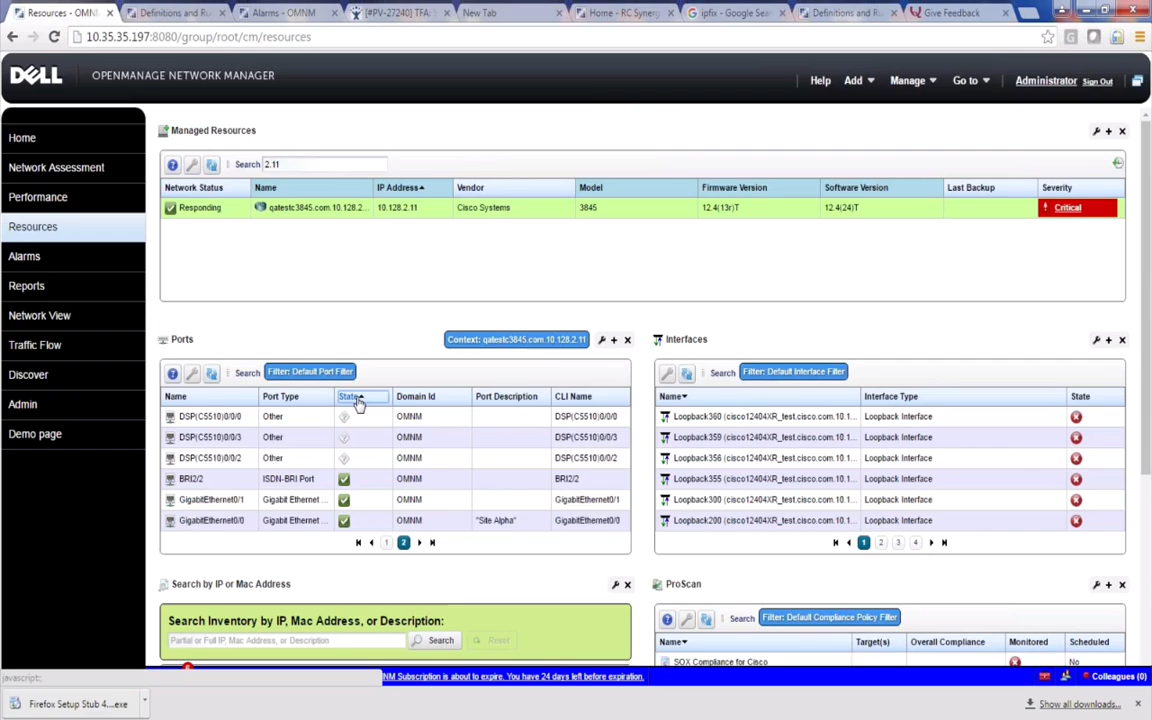 Resources - OMNM
Definitions and Ru
Alarms - OMNM
[#PV-27240] TFA:
New Tab
Home - RC Synerg
ipfix - Google Sea
Definitions and Ru
Give Feedback
10.35.35.197:8080/group/root/cm/resources
DELL OPENMANAGE NETWORK MANAGER
Help Add Manage Go to Administrator Sign Out
Home
Network Assessment
Performance
Resources
Alarms
Reports
Network View
Traffic Flow
Discover
Admin
Demo page
Managed Resources
Search 2.11
Network Status Name IP Address Vendor Model Firmware Version Software Version Last Backup Severity
Responding qatestc3845.com.10.128.2... 10.128.2.11 Cisco Systems 3845 12.4(13r)T 12.4(24)T Critical
Ports
Context: qatestc3845.com.10.128.2.11
Search Filter: Default Port Filter
Name Port Type State Domain Id Port Description CLI Name
DSP(C5510)0/0/0 Other OMNM DSP(C5510)0/0/0
DSP(C5510)0/0/3 Other OMNM DSP(C5510)0/0/3
DSP(C5510)0/0/2 Other OMNM DSP(C5510)0/0/2
BRI2/2 ISDN-BRI Port OMNM BRI2/2
GigabitEthernet0/1 Gigabit Ethernet ... OMNM GigabitEthernet0/1
GigabitEthernet0/0 Gigabit Ethernet ... OMNM "Site Alpha" GigabitEthernet0/0
1 2
Interfaces
Search Filter: Default Interface Filter
Name Interface Type State
Loopback360 (cisco12404XR_test.cisco.com.10.1... Loopback Interface
Loopback359 (cisco12404XR_test.cisco.com.10.1... Loopback Interface
Loopback356 (cisco12404XR_test.cisco.com.10.1... Loopback Interface
Loopback355 (cisco12404XR_test.cisco.com.10.1... Loopback Interface
Loopback300 (cisco12404XR_test.cisco.com.10.1... Loopback Interface
Loopback200 (cisco12404XR_test.cisco.com.10.1... Loopback Interface
1 2 3 4
Search by IP or Mac Address
Search Inventory by IP, Mac Address, or Description:
Partial or Full IP, Mac Address, or Description Search Reset
ProScan
Search Filter: Default Compliance Policy Filter
Name Target(s) Overall Compliance Monitored Scheduled
SOX Compliance for Cisco No
javascript:;
NM Subscription is about to expire. You have 24 days left before expiration.
Colleagues (0)
Firefox Setup Stub 4....exe
Show all downloads...